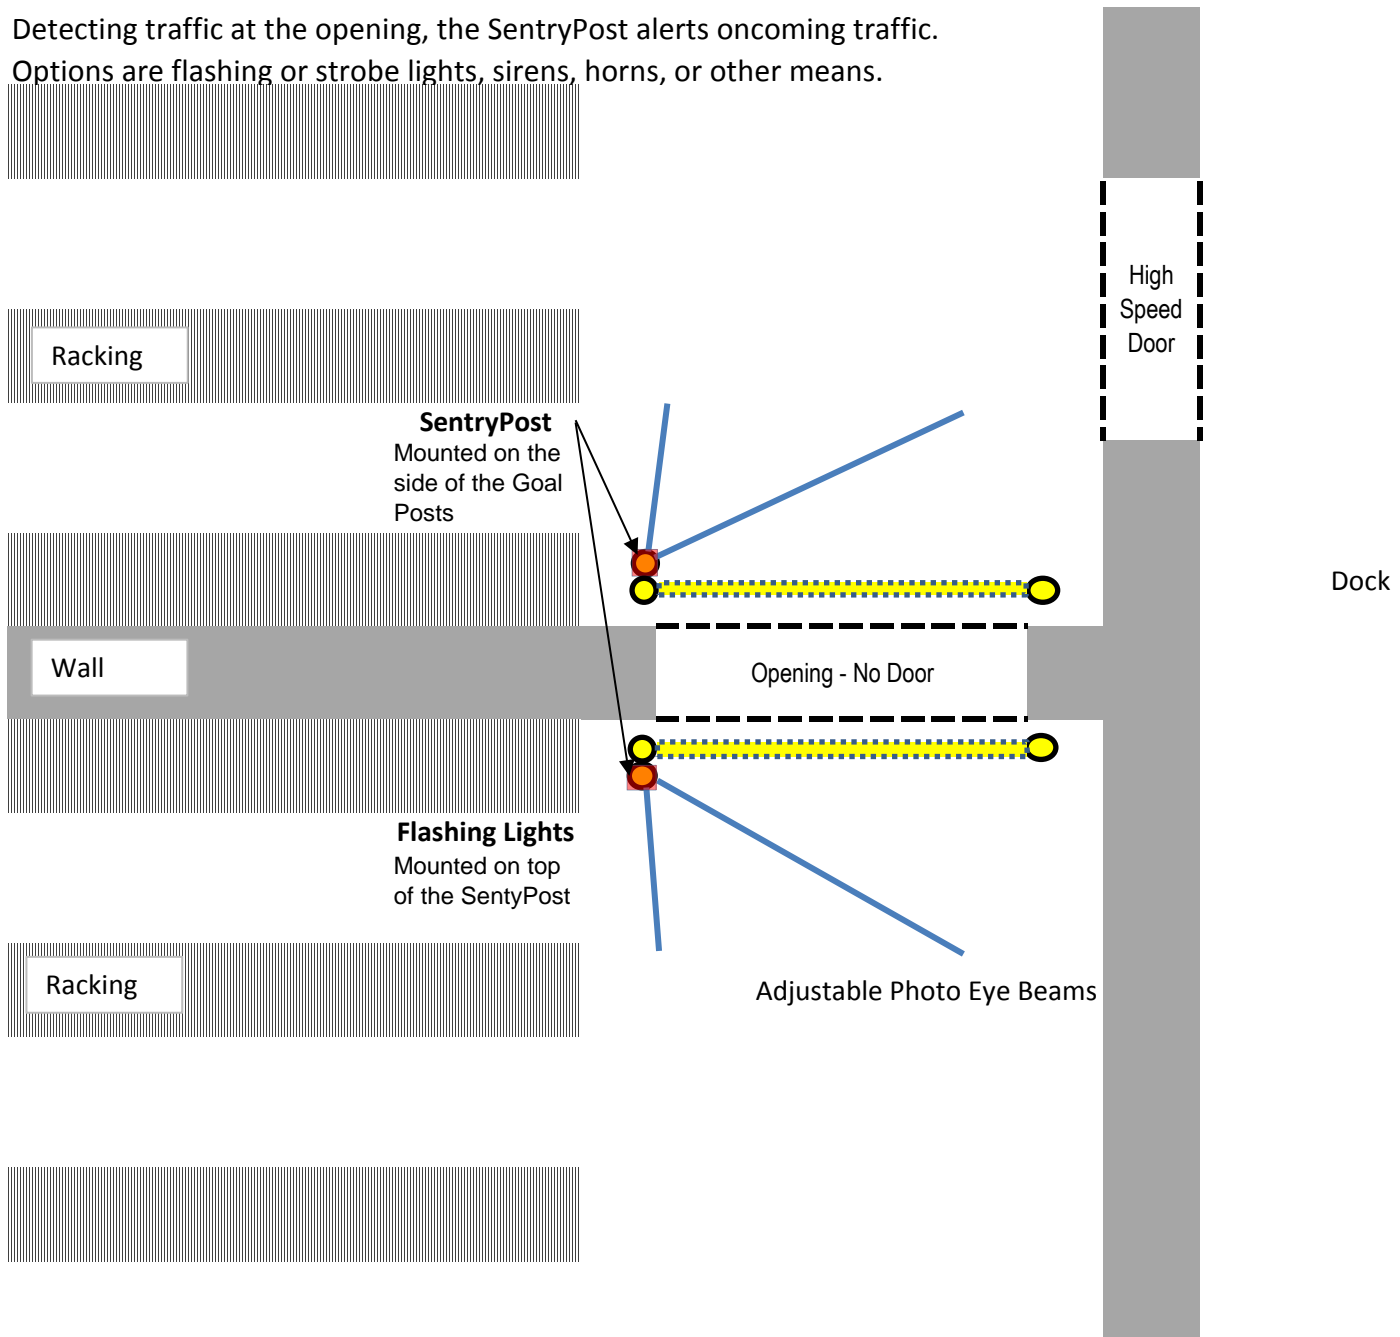 Detecting traffic at the opening, the SentryPost alerts oncoming traffic.
Options are flashing or strobe lights, sirens, horns, or other means.
High
Speed
Door
Racking
SentryPost
Mounted on the
side of the Goal
Posts
Dock
Wall
Opening - No Door
Flashing Lights
Mounted on top
of the SentyPost
Racking
Adjustable Photo Eye Beams